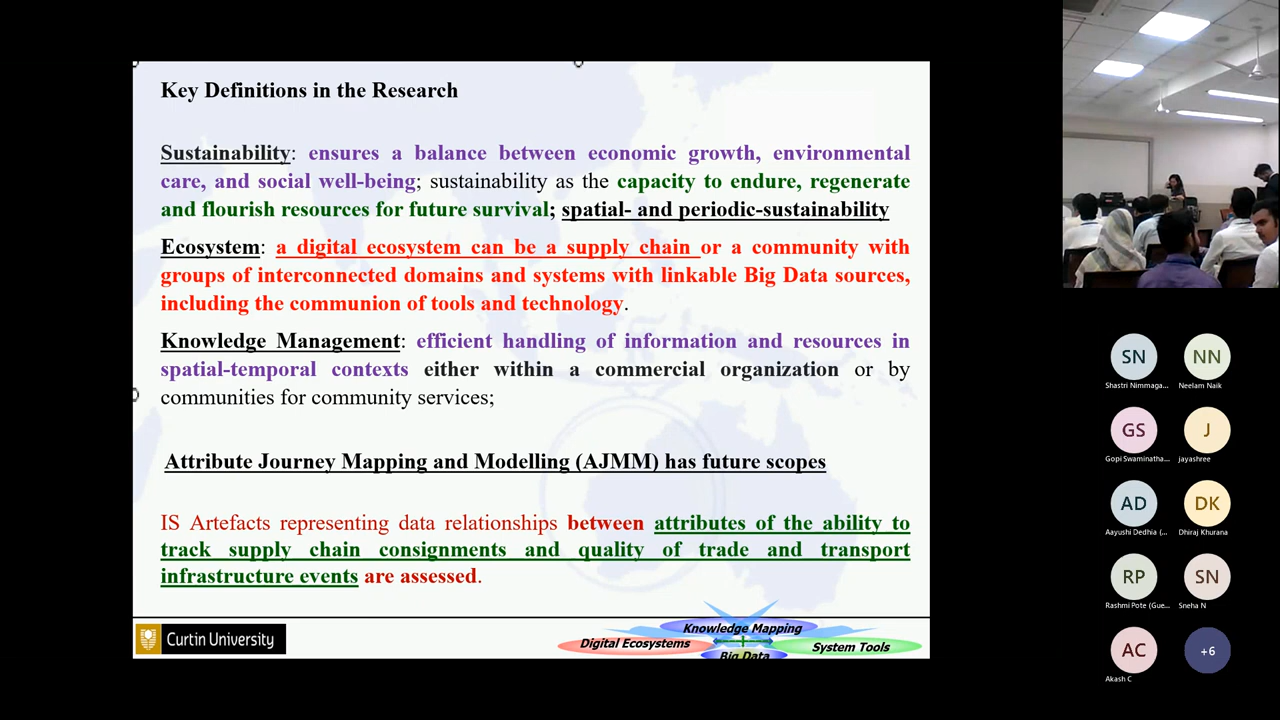 Key Definitions in the Research
Sustainability: ensures a balance between economic growth, environmental
care, and social well-being; sustainability as the capacity to endure, regenerate
and flourish resources for future survival; spatial- and periodic-sustainability
Ecosystem: a digital ecosystem can be a supply chain or a community with
groups of interconnected domains and systems with linkable Big Data sources,
including the communion of tools and technology.
Knowledge Management: efficient handling of information and resources in
spatial-temporal contexts either within a commercial organization or by
communities for community services;
Attribute Journey Mapping and Modelling (AJMM) has future scopes
IS Artefacts representing data relationships between attributes of the ability to
track supply chain consignments and quality of trade and transport
infrastructure events are assessed.
Curtin University
Knowledge Mapping
Digital Ecosystems
System Tools
Big Data
SN
NN
Shastri Nimmaga...
Neelam Naik
GS
J
Gopi Swaminatha...
jayashree
AD
DK
Aayushi Dedhia (...
Dhiraj Khurana
RP
SN
Rashmi Pote (Gue...
Sneha N
AC
+6
Akash C